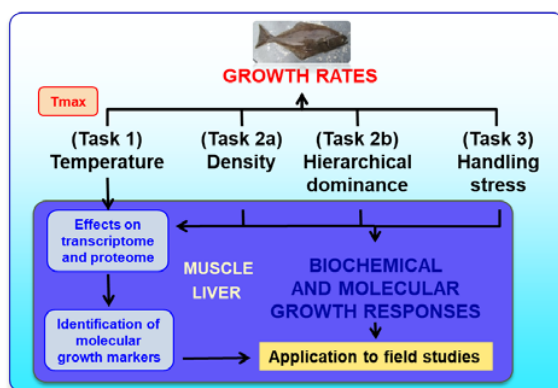 GROWTH RATES
Tmax
(Task 1)
Temperature
(Task 2a)
Density
(Task 2b)
Hierarchical
dominance
(Task 3)
Handling
stress
Effects on
transcriptome
and proteome
MUSCLE
LIVER
BIOCHEMICAL
AND MOLECULAR
GROWTH RESPONSES
Identification of
molecular
growth markers
Application to field studies